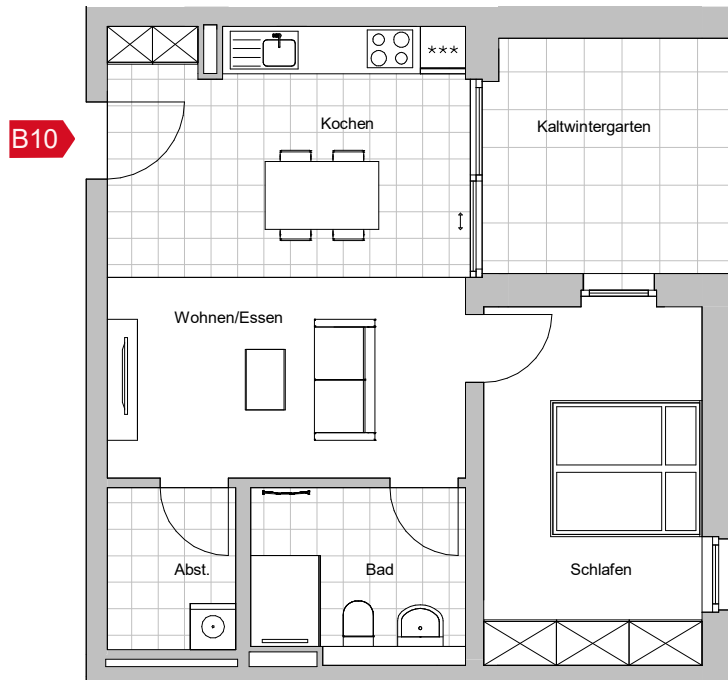 ***
Kochen
Kaltwintergarten
B10
Wohnen/Essen
Abst.
Bad
Schlafen